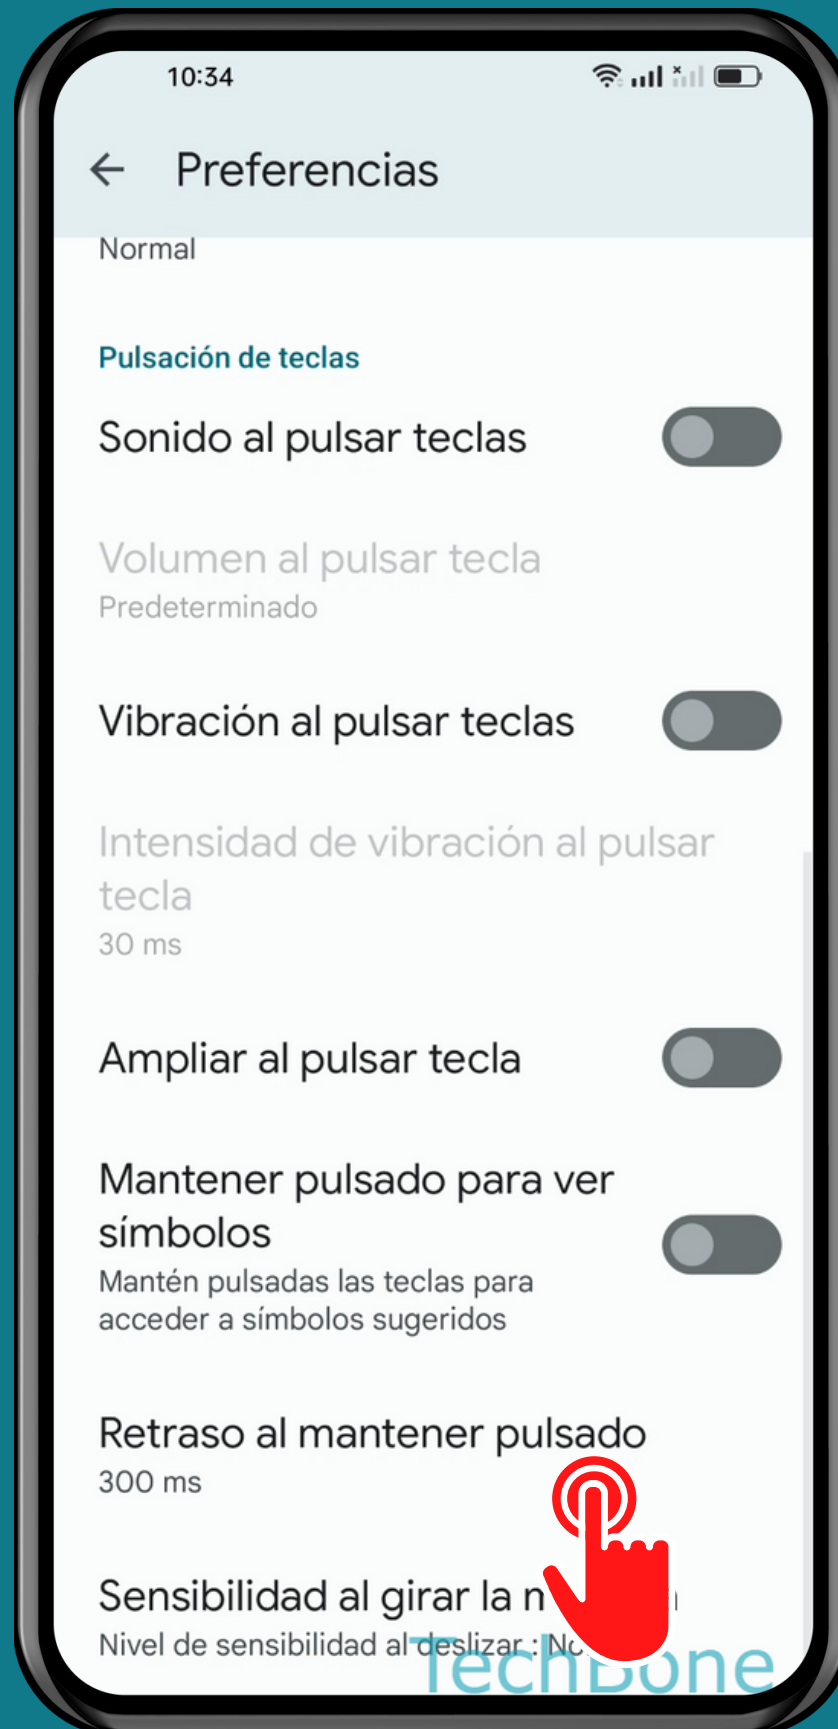 10:34
Preferencias
Normal
Pulsación de teclas
Sonido al pulsar teclas
Volumen al pulsar tecla
Predeterminado
Vibración al pulsar teclas
Intensidad de vibración al pulsar
tecla
30 ms
Ampliar al pulsar tecla
Mantener pulsado para ver
símbolos
Mantén pulsadas las teclas para
acceder a símbolos sugeridos
Retraso al mantener pulsado
300 ms
Sensibilidad al girar la
Nivel de sensibilidad al deslizar :
TechBone